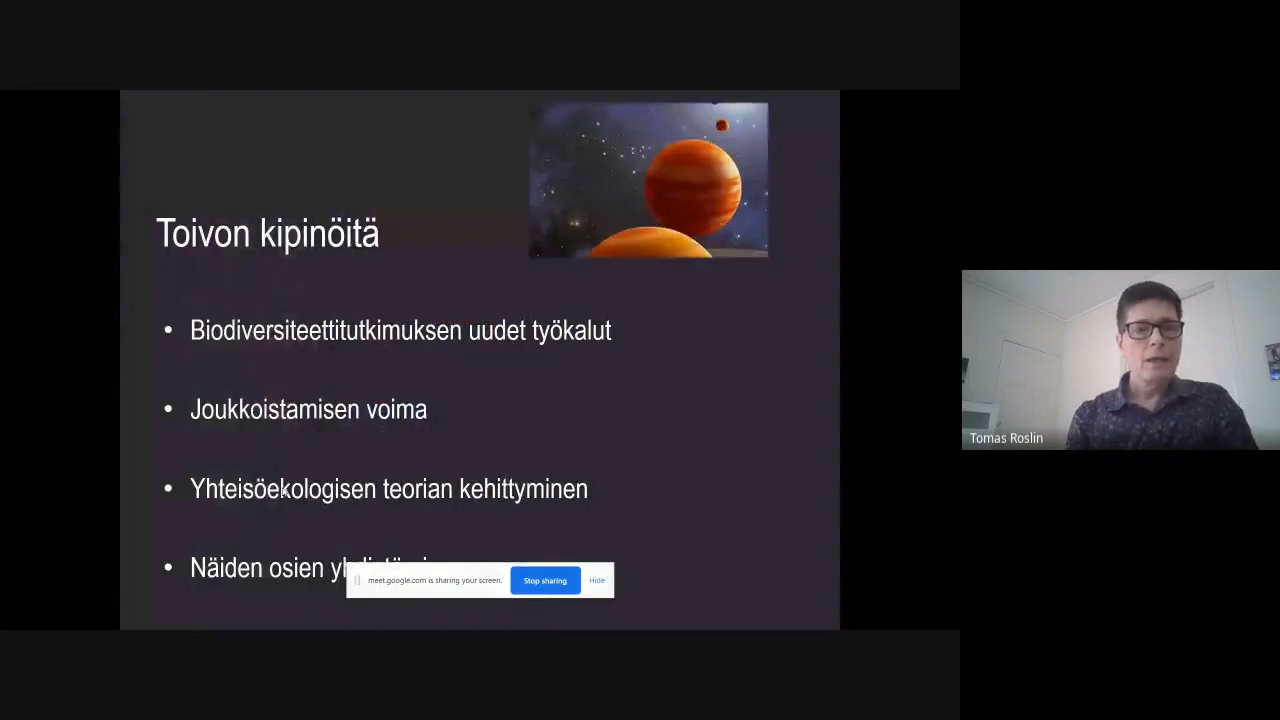 Toivon kipinöitä
• Biodiversiteettitutkimuksen uudet työkalut
• Joukkoistamisen voima
• Yhteisöekologisen teorian kehittyminen
• Näiden osien
meet.google.com is sharing your screen. Stop sharing Hide
Tomas Roslin